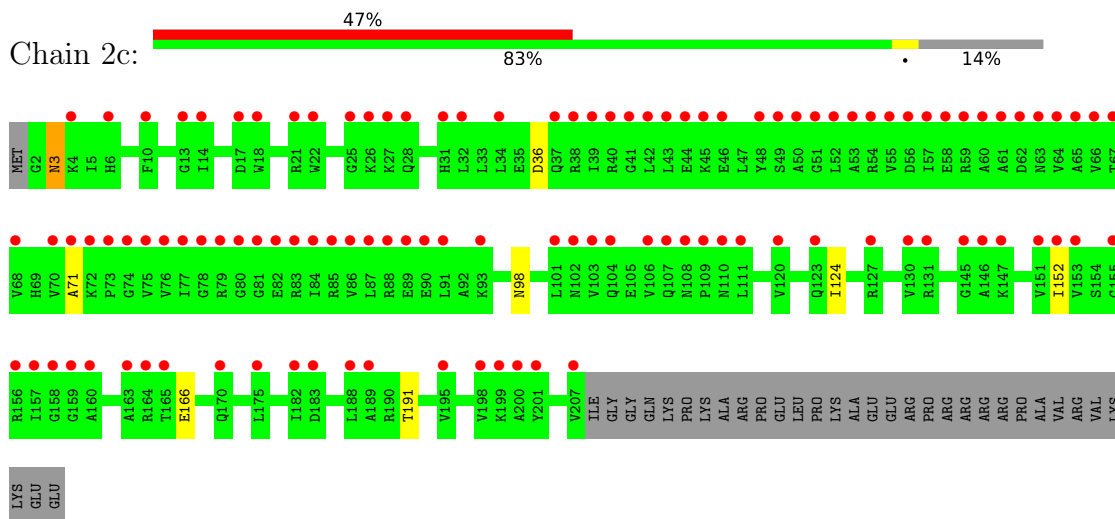 47%
Chain 2c:
83% • 14%
MET G2 N3 K4 I5 H6 F10 G13 I14 D17 W18 R21 W22 G25 K26 K27 Q28 H31 L32 L33 L34 E35 D36 Q37 R38 I39 R40 G41 L42 L43 E44 K45 E46 L47 Y48 S49 A50 G51 L52 A53 R54 V55 D56 I57 E58 R59 A60 A61 D62 N63 V64 A65 V66 T67
V68 H69 V70 A71 K72 P73 G74 V75 V76 I77 G78 R79 G80 G81 E82 R83 I84 R85 V86 L87 R88 E89 E90 L91 A92 K93 N98 L101 N102 V103 Q104 E105 V106 Q107 N108 P109 N110 L111 V120 Q123 I124 R127 V130 R131 G145 A146 K147 V151 I152 V153 S154 G155
R156 I157 G158 G159 A160 A163 R164 T165 E166 Q170 L175 I182 D183 L188 A189 R190 T191 V195 V198 K199 A200 Y201 V207 ILE GLY GLY GLN LYS PRO LYS ALA ARG PRO GLU LEU PRO LYS ALA GLU GLU ARG PRO ARG ARG ARG ARG PRO ALA VAL ARG VAL LYS
LYS GLU GLU